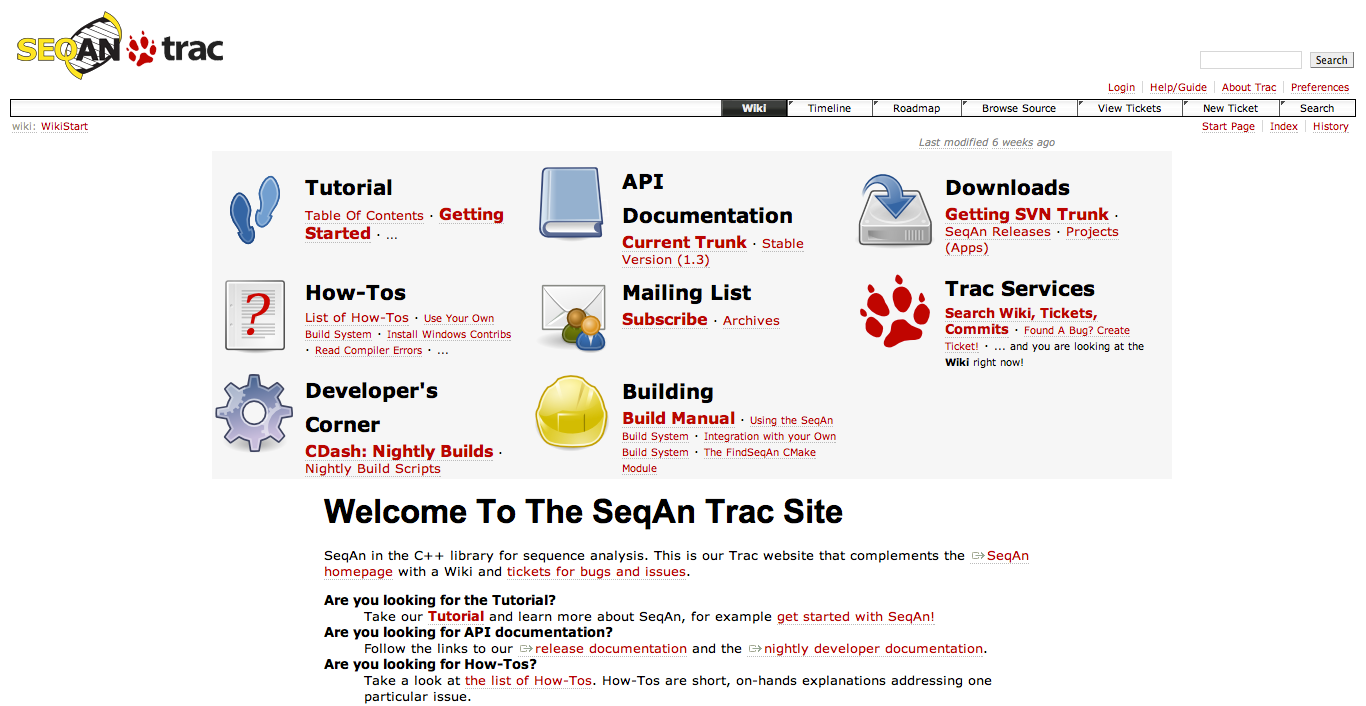 SEQAN trac
Search
Login Help/Guide About Trac Preferences
Wiki Timeline Roadmap Browse Source View Tickets New Ticket Search
wiki: WikiStart
Start Page Index History
Last modified 6 weeks ago
Tutorial
Table Of Contents · Getting
Started · ...
API
Documentation
Current Trunk · Stable
Version (1.3)
Downloads
Getting SVN Trunk ·
SeqAn Releases · Projects
(Apps)
How-Tos
List of How-Tos · Use Your Own
Build System · Install Windows Contribs
· Read Compiler Errors · ...
Mailing List
Subscribe · Archives
Trac Services
Search Wiki, Tickets,
Commits · Found A Bug? Create
Ticket! · ... and you are looking at the
Wiki right now!
Developer's
Corner
CDash: Nightly Builds ·
Nightly Build Scripts
Building
Build Manual · Using the SeqAn
Build System · Integration with your Own
Build System · The FindSeqAn CMake
Module
Welcome To The SeqAn Trac Site
SeqAn in the C++ library for sequence analysis. This is our Trac website that complements the SeqAn
homepage with a Wiki and tickets for bugs and issues.
Are you looking for the Tutorial?
Take our Tutorial and learn more about SeqAn, for example get started with SeqAn!
Are you looking for API documentation?
Follow the links to our release documentation and the nightly developer documentation.
Are you looking for How-Tos?
Take a look at the list of How-Tos. How-Tos are short, on-hands explanations addressing one
particular issue.